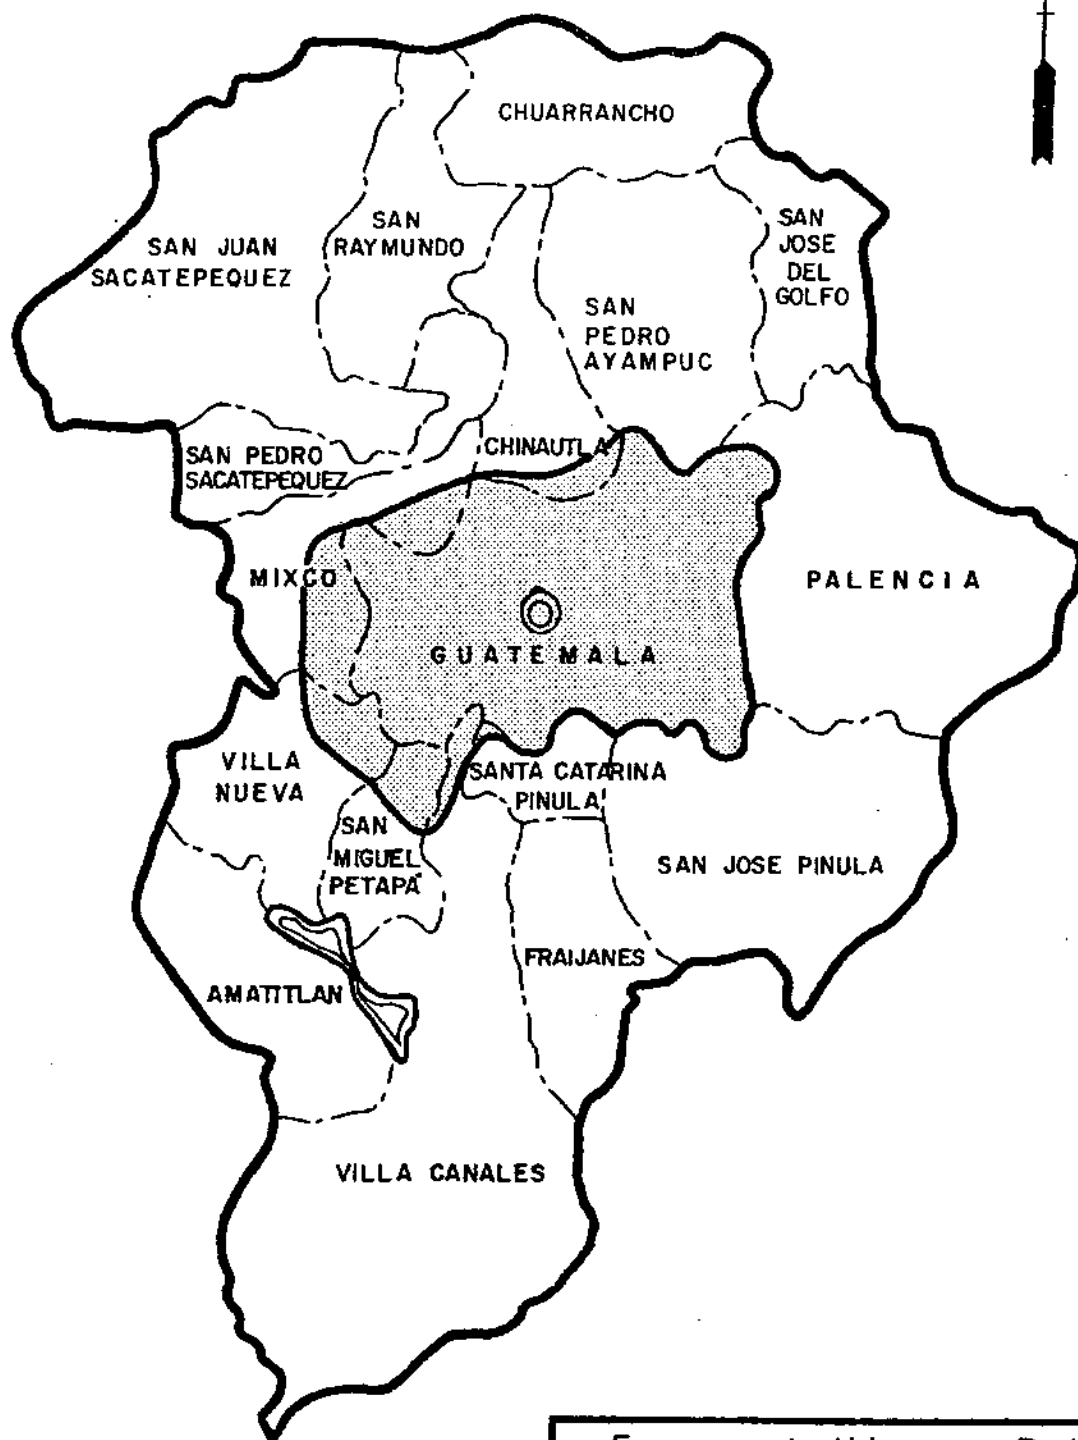 CHUARRANCHO
SAN
RAYMUNDO
SAN JUAN
SACATEPEQUEZ
SAN
JOSE
DEL
GOLFO
SAN
PEDRO
AYAMPUC
SAN PEDRO
SACATEPEQUEZ
CHINAUTLA
MIXCO
PALENCIA
GUATEMALA
VILLA
NUEVA
SANTA CATARINA
PINULA
SAN
MIGUEL
PETAPA
SAN JOSE PINULA
FRAIJANES
AMATITLAN
VILLA CANALES